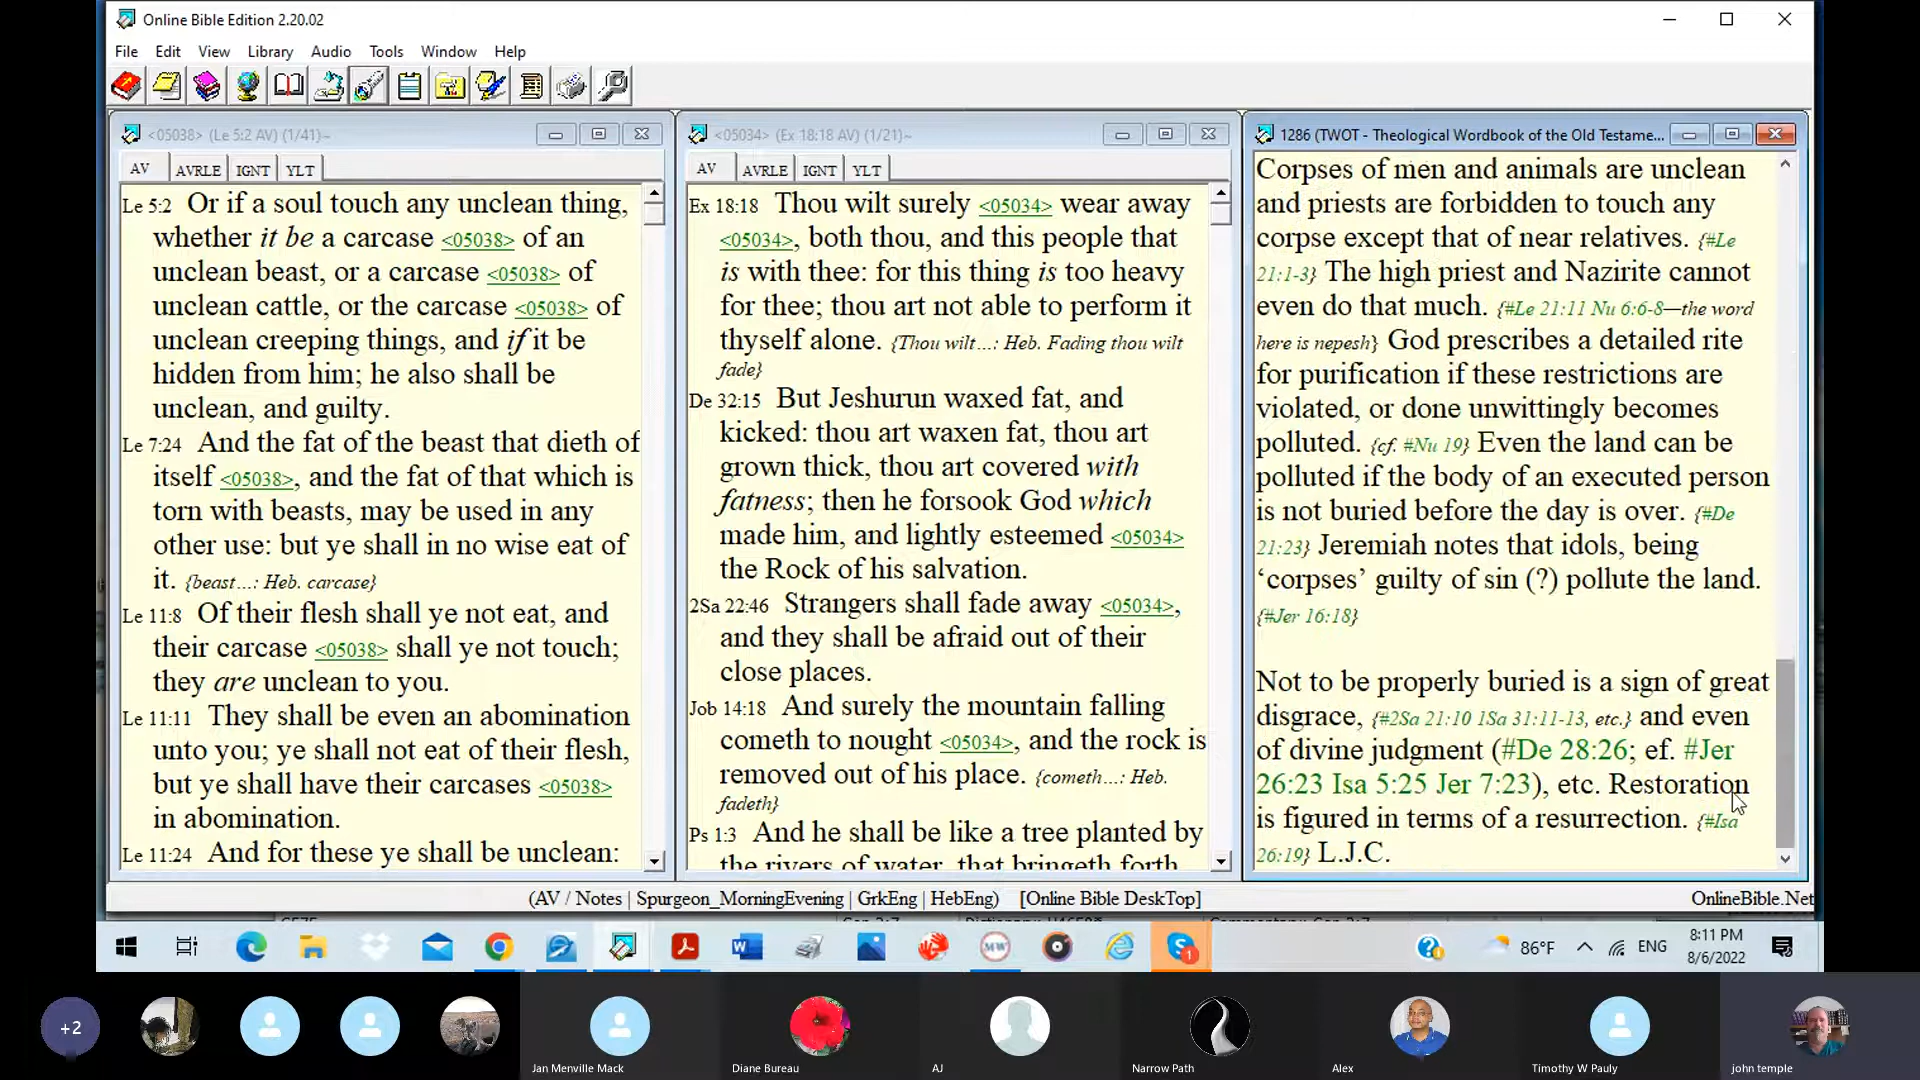 Online Bible Edition 2.20.02
File Edit View Library Audio Tools Window Help
<05038> (Le 5:2 AV) (1/41)~
AV AVRLE IGNT YLT
Le 5:2 Or if a soul touch any unclean thing,
whether it be a carcase <05038> of an
unclean beast, or a carcase <05038> of
unclean cattle, or the carcase <05038> of
unclean creeping things, and if it be
hidden from him; he also shall be
unclean, and guilty.
Le 7:24 And the fat of the beast that dieth of
itself <05038>, and the fat of that which is
torn with beasts, may be used in any
other use: but ye shall in no wise eat of
it. {beast…: Heb. carcase}
Le 11:8 Of their flesh shall ye not eat, and
their carcase <05038> shall ye not touch;
they are unclean to you.
Le 11:11 They shall be even an abomination
unto you; ye shall not eat of their flesh,
but ye shall have their carcases <05038>
in abomination.
Le 11:24 And for these ye shall be unclean:
<05034> (Ex 18:18 AV) (1/21)~
AV AVRLE IGNT YLT
Ex 18:18 Thou wilt surely <05034> wear away
<05034>, both thou, and this people that
is with thee: for this thing is too heavy
for thee; thou art not able to perform it
thyself alone. {Thou wilt…: Heb. Fading thou wilt
fade}
De 32:15 But Jeshurun waxed fat, and
kicked: thou art waxen fat, thou art
grown thick, thou art covered with
fatness; then he forsook God which
made him, and lightly esteemed <05034>
the Rock of his salvation.
2Sa 22:46 Strangers shall fade away <05034>,
and they shall be afraid out of their
close places.
Job 14:18 And surely the mountain falling
cometh to nought <05034>, and the rock is
removed out of his place. {cometh…: Heb.
fadeth}
Ps 1:3 And he shall be like a tree planted by
the rivers of water, that bringeth forth
1286 (TWOT - Theological Wordbook of the Old Testame...
Corpses of men and animals are unclean
and priests are forbidden to touch any
corpse except that of near relatives. {#Le
21:1-3} The high priest and Nazirite cannot
even do that much. {#Le 21:11 Nu 6:6-8—the word
here is nepesh} God prescribes a detailed rite
for purification if these restrictions are
violated, or done unwittingly becomes
polluted. {cf. #Nu 19} Even the land can be
polluted if the body of an executed person
is not buried before the day is over. {#De
21:23} Jeremiah notes that idols, being
‘corpses’ guilty of sin (?) pollute the land.
{#Jer 16:18}
Not to be properly buried is a sign of great
disgrace, {#2Sa 21:10 1Sa 31:11-13, etc.} and even
of divine judgment (#De 28:26; ef. #Jer
26:23 Isa 5:25 Jer 7:23), etc. Restoration
is figured in terms of a resurrection. {#Isa
26:19} L.J.C.
(AV / Notes | Spurgeon_MorningEvening | GrkEng | HebEng) [Online Bible DeskTop]
OnlineBible.Net
86°F ENG 8:11 PM
8/6/2022
+2
Jan Menville Mack
Diane Bureau
AJ
Narrow Path
Alex
Timothy W Pauly
john temple